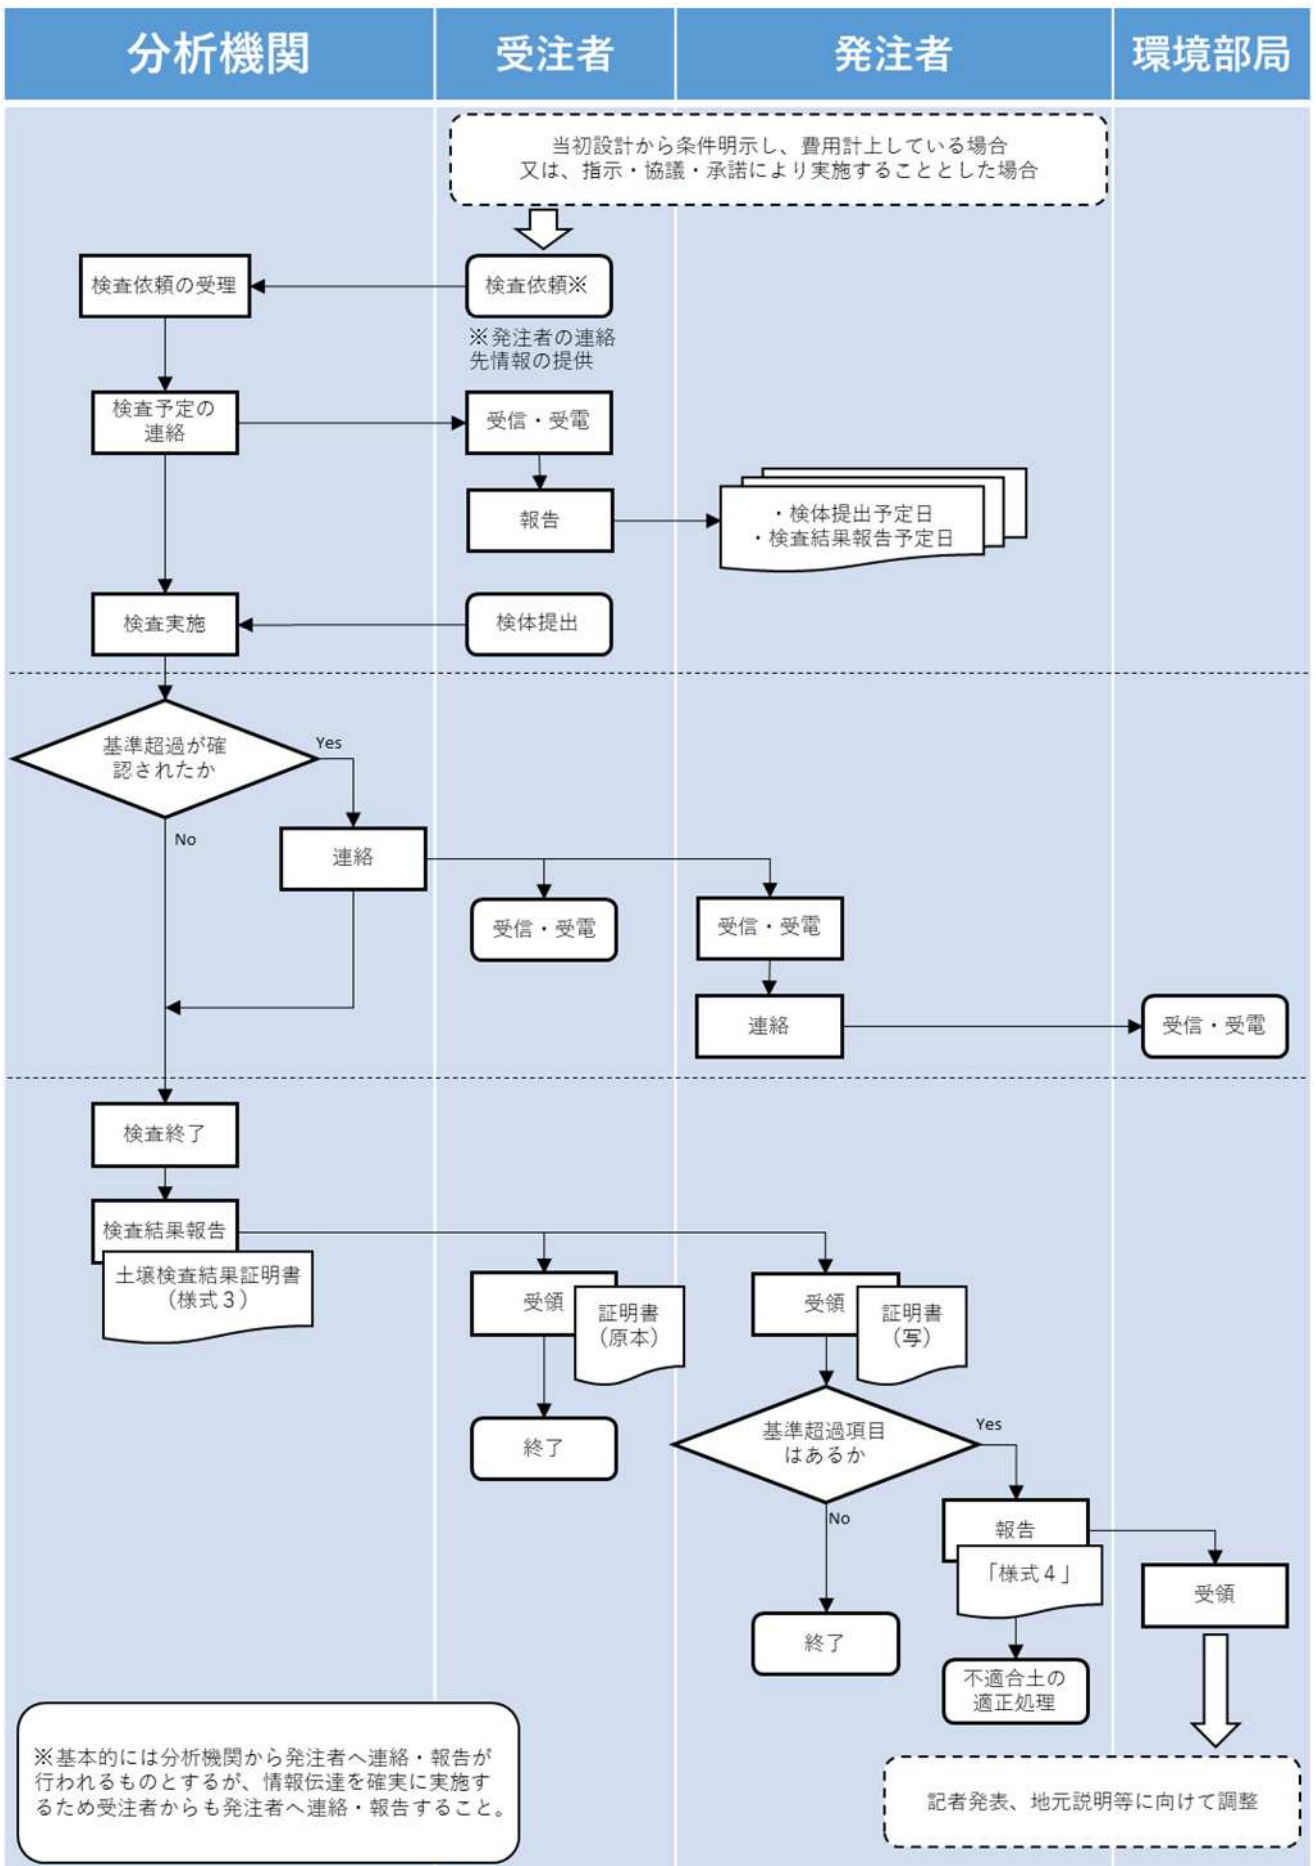 分析機関
受注者
発注者
環境部局
当初設計から条件明示し、費用計上している場合
又は、指示・協議・承諾により実施することとした場合
検査依頼の受理
検査依頼※
※発注者の連絡
先情報の提供
検査予定の
連絡
受信・受電
報告
・検体提出予定日
・検査結果報告予定日
検査実施
検体提出
基準超過が確
認されたか
Yes
No
連絡
受信・受電
受信・受電
連絡
受信・受電
検査終了
検査結果報告
土壌検査結果証明書
（様式３）
受領
証明書
（原本）
受領
証明書
（写）
終了
基準超過項目
はあるか
Yes
No
報告
「様式４」
受領
終了
不適合土の
適正処理
※基本的には分析機関から発注者へ連絡・報告が
行われるものとするが、情報伝達を確実に実施す
るため受注者からも発注者へ連絡・報告すること。
記者発表、地元説明等に向けて調整